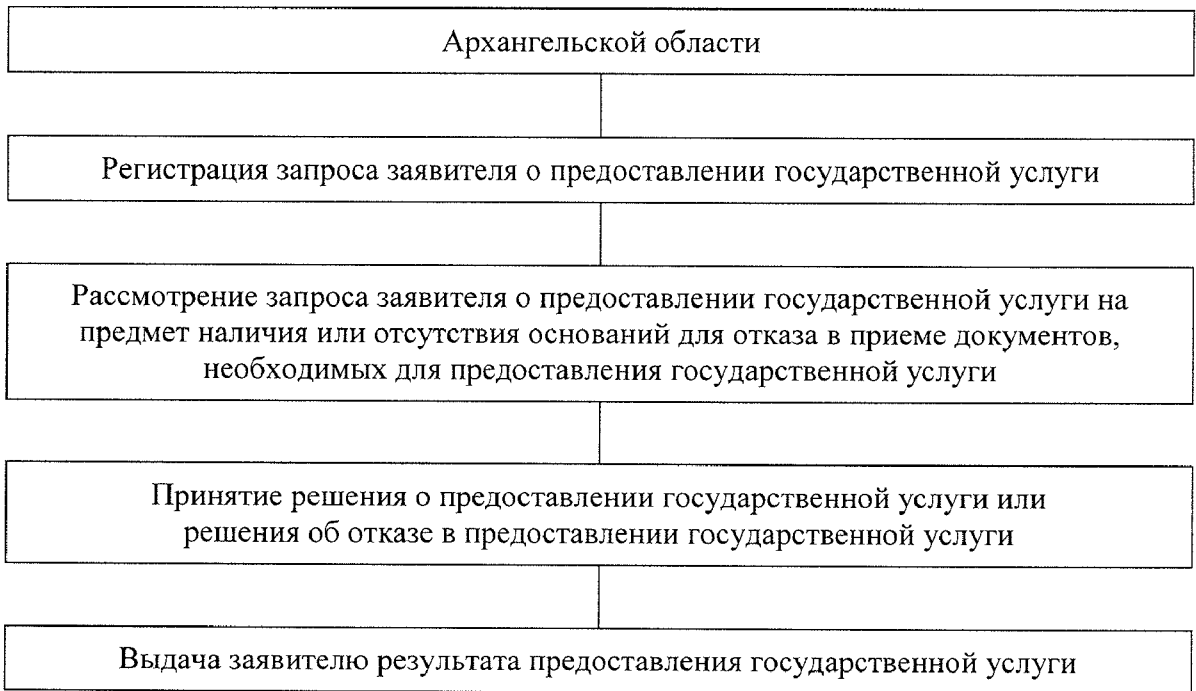 Архангельской области
Регистрация запроса заявителя о предоставлении государственной услуги
Рассмотрение запроса заявителя о предоставлении государственной услуги на
предмет наличия или отсутствия оснований для отказа в приеме документов,
необходимых для предоставления государственной услуги
Принятие решения о предоставлении государственной услуги или
решения об отказе в предоставлении государственной услуги
Выдача заявителю результата предоставления государственной услуги